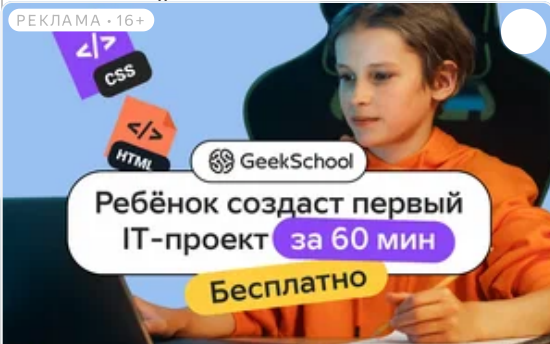 РЕКЛАМА • 16+
</>
CSS
</>
HTML
GeekSchool
Ребёнок создаст первый
IT-проект за 60 мин
Бесплатно